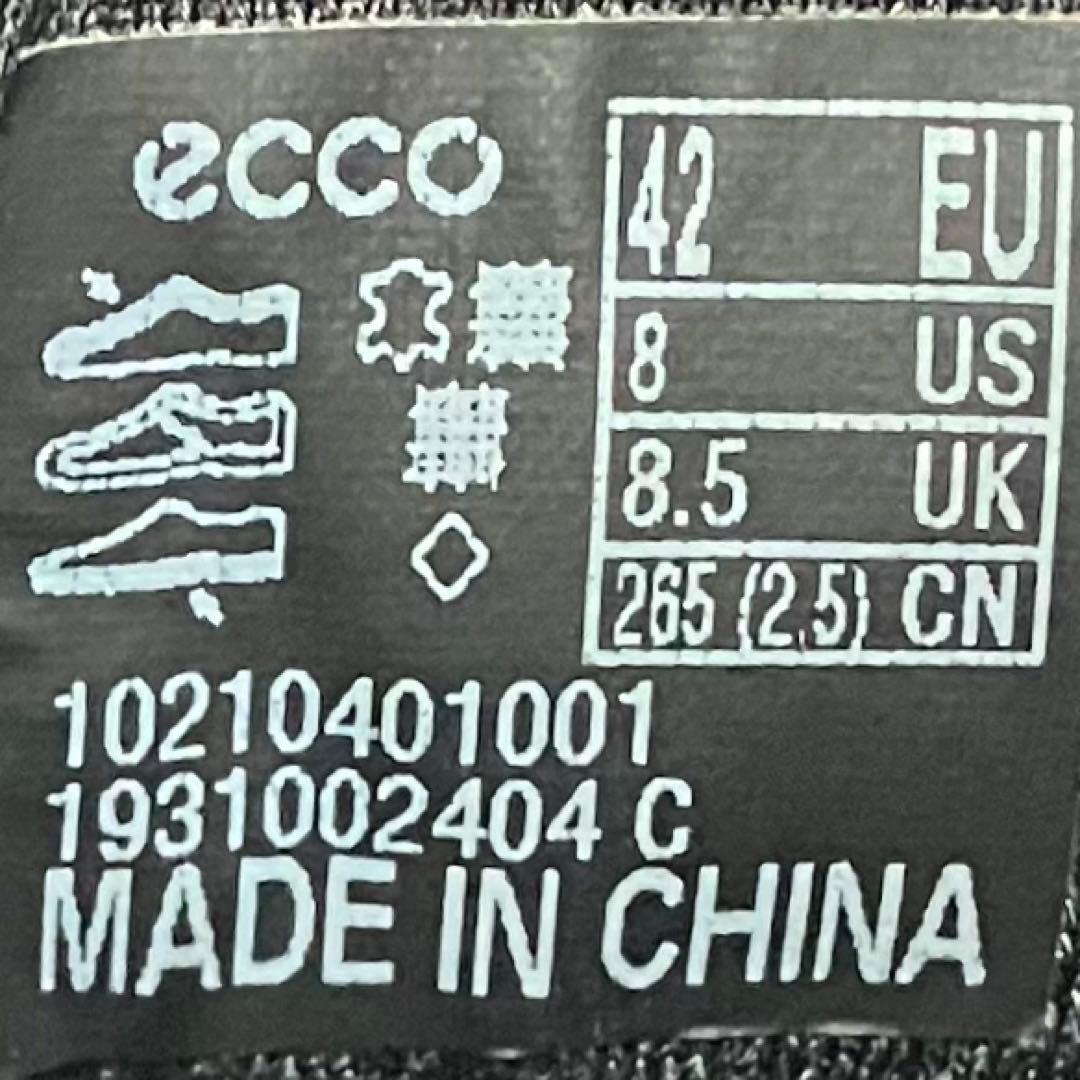 ecco
42 EU
8 US
8.5 UK
265 (2,5) CN
10210401001
1931002404 C
MADE IN CHINA